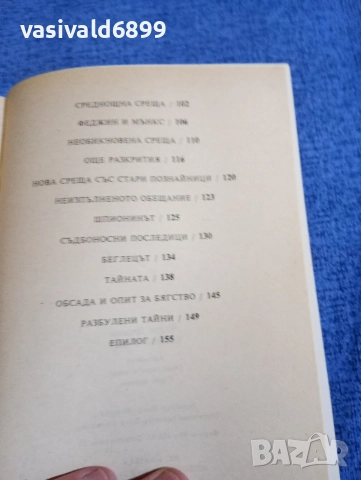 vasivald6899
СРЕДНОЩНА СРЕЩА / 102
ФЕДЖИН И МЪНКС / 106
НЕОБИКНОВЕНА СРЕЩА / 110
ОЩЕ РАЗКРИТИЯ / 116
НОВА СРЕЩА СЪС СТАРИ ПОЗНАЙНИЦИ / 120
НЕИЗПЪЛНЕНОТО ОБЕЩАНИЕ / 123
ШПИОНИНЪТ / 125
СЪДБОНОСНИ ПОСЛЕДИЦИ / 130
БЕГЛЕЦЪТ / 134
ТАЙНАТА / 138
ОБСАДА И ОПИТ ЗА БЯГСТВО / 145
РАЗБУЛЕНИ ТАЙНИ / 149
ЕПИЛОГ / 155
BAZAR